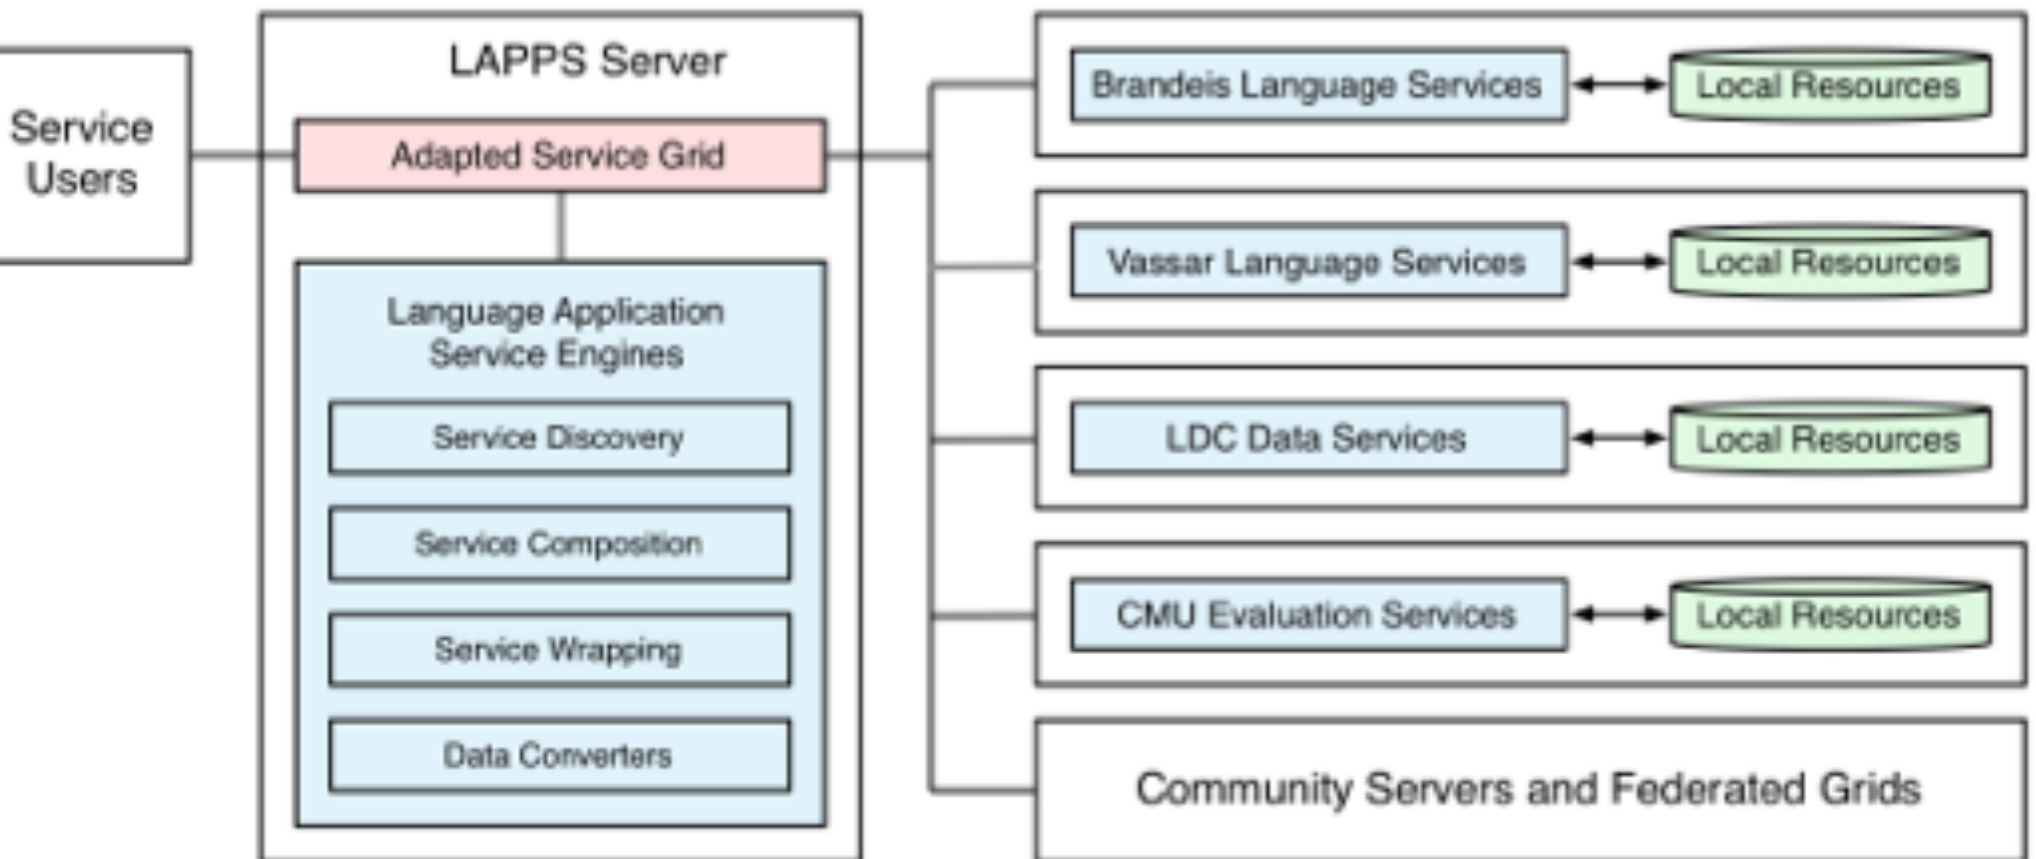 Service
Users
LAPPS Server
Adapted Service Grid
Language Application
Service Engines
Service Discovery
Service Composition
Service Wrapping
Data Converters
Brandeis Language Services
Local Resources
Vassar Language Services
Local Resources
LDC Data Services
Local Resources
CMU Evaluation Services
Local Resources
Community Servers and Federated Grids